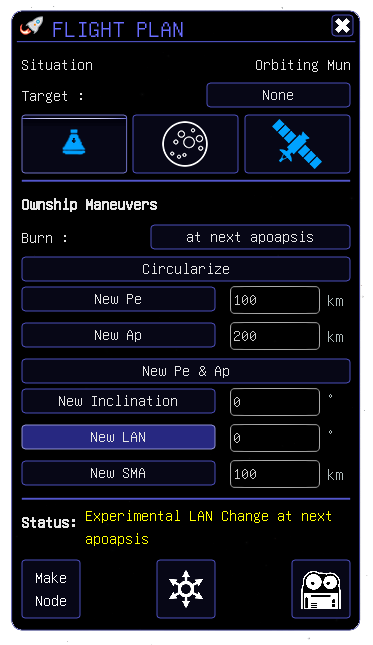 FLIGHT PLAN
Situation Orbiting Mun
Target : None
Ownship Maneuvers
Burn : at next apoapsis
Circularize
New Pe 100 km
New Ap 200 km
New Pe & Ap
New Inclination 0 °
New LAN 0 °
New SMA 100 km
Status: Experimental LAN Change at next
apoapsis
Make
Node